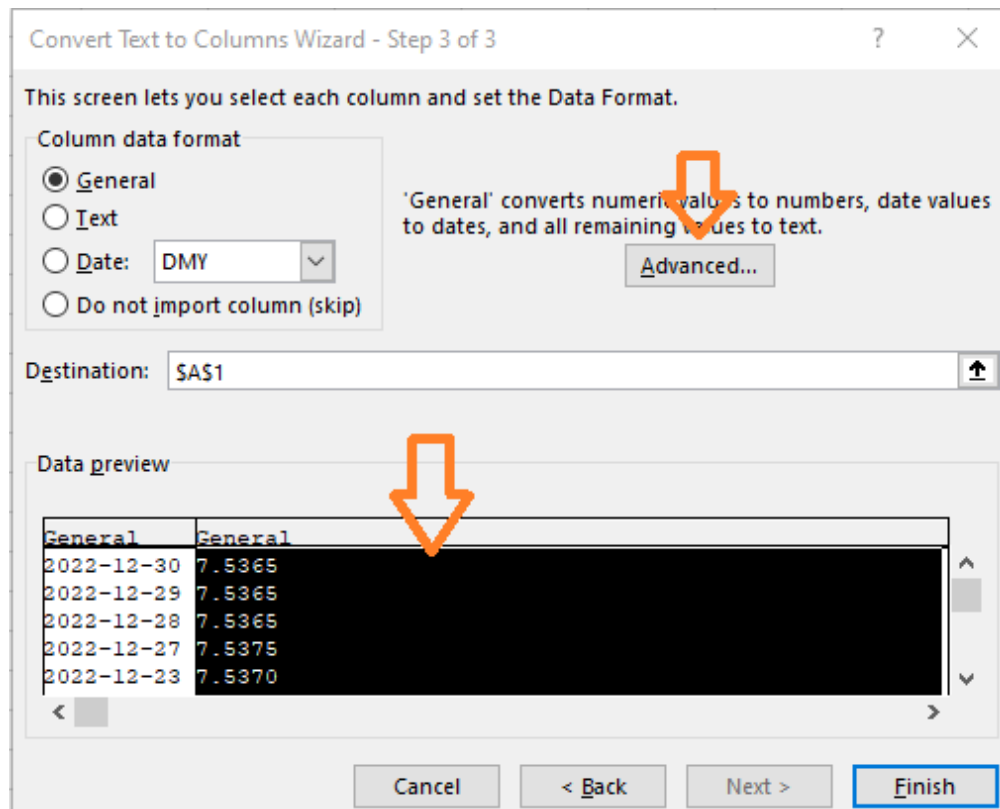 Convert Text to Columns Wizard - Step 3 of 3
?
This screen lets you select each column and set the Data Format.
Column data format
General
Text
Date: DMY
Do not import column (skip)
'General' converts numeric values to numbers, date values
to dates, and all remaining values to text.
Advanced...
Destination: $A$1
Data preview
General General
2022-12-30 7.5365
2022-12-29 7.5365
2022-12-28 7.5365
2022-12-27 7.5375
2022-12-23 7.5370
Cancel < Back Next > Finish